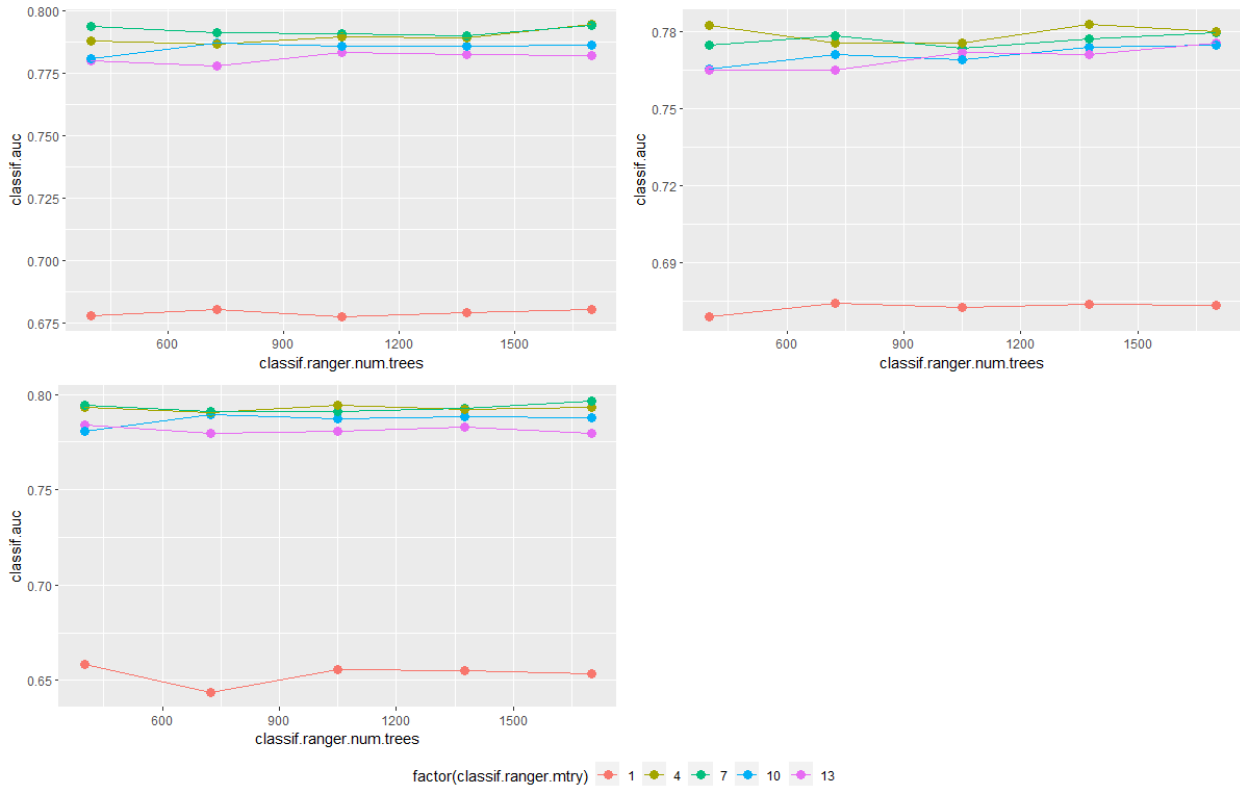 0.800
0.775
0.750
0.725
0.700
0.675
classif.auc
600 900 1200 1500
classif.ranger.num.trees
0.78
0.75
0.72
0.69
classif.auc
600 900 1200 1500
classif.ranger.num.trees
0.80
0.75
0.70
0.65
classif.auc
600 900 1200 1500
classif.ranger.num.trees
factor(classif.ranger.mtry) 1 4 7 10 13